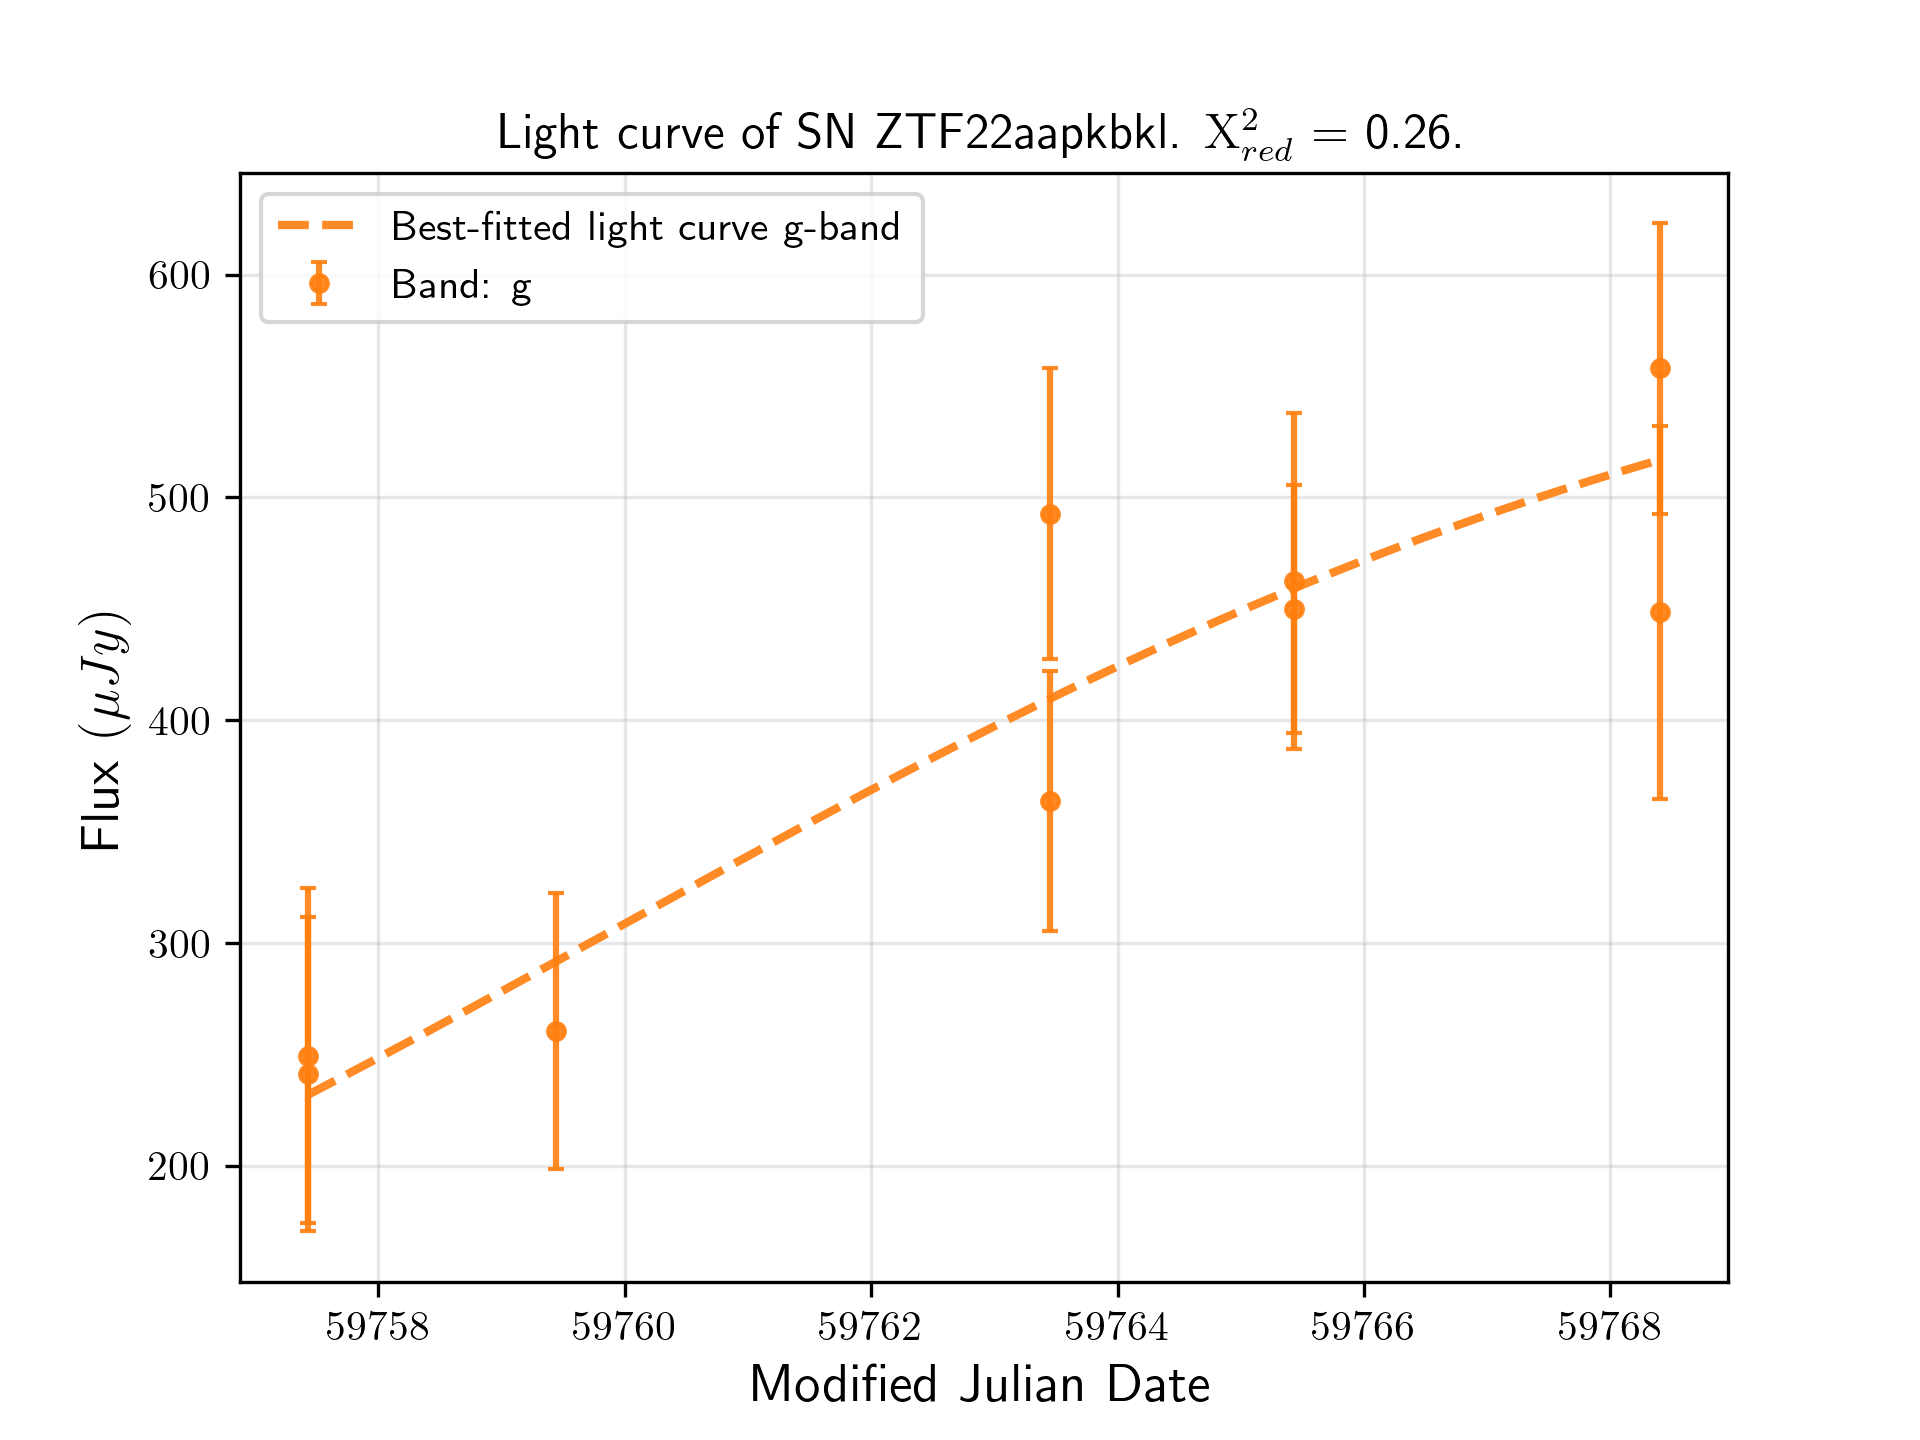 Light curve of SN ZTF22aapkbkl. X²red = 0.26.
Best-fitted light curve g-band
Band: g
600
500
400
300
200
Flux (μJy)
59758 59760 59762 59764 59766 59768
Modified Julian Date